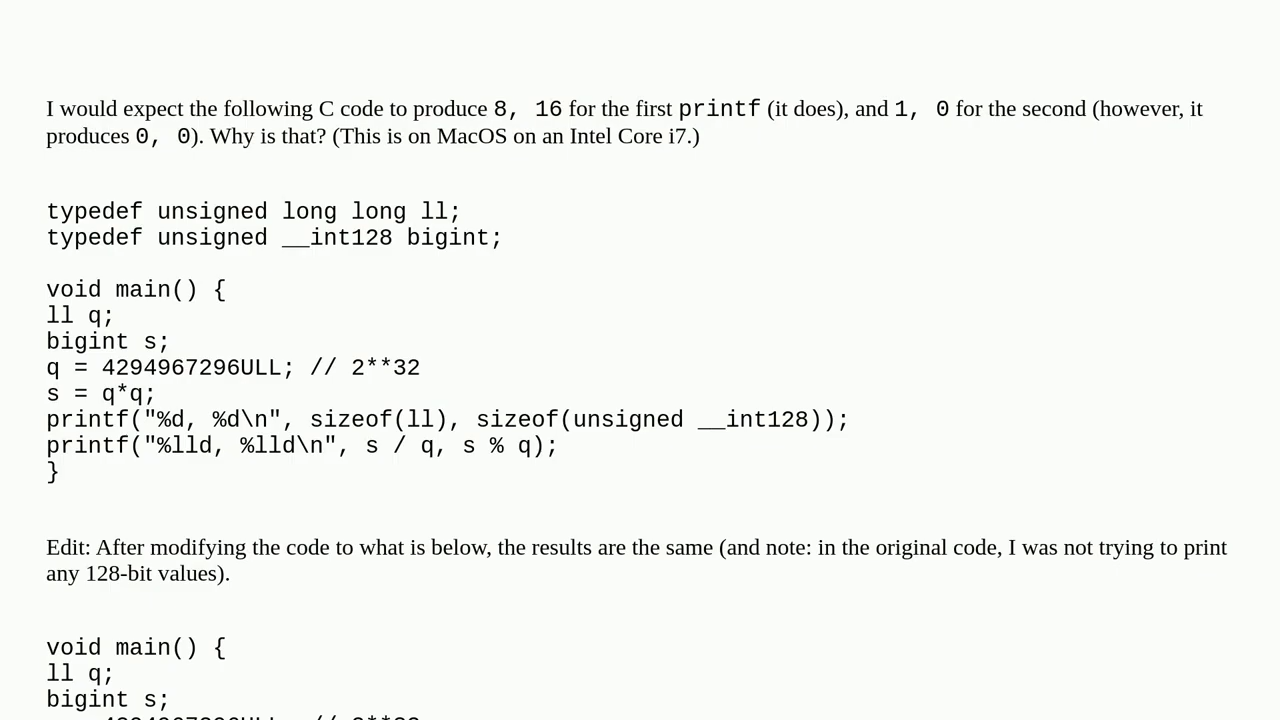 I would expect the following C code to produce 8, 16 for the first printf (it does), and 1, 0 for the second (however, it
produces 0, 0). Why is that? (This is on MacOS on an Intel Core i7.)
typedef unsigned long long ll;
typedef unsigned __int128 bigint;
void main() {
ll q;
bigint s;
q = 4294967296ULL; // 2**32
s = q*q;
printf("%d, %d\n", sizeof(ll), sizeof(unsigned __int128));
printf("%lld, %lld\n", s / q, s % q);
}
Edit: After modifying the code to what is below, the results are the same (and note: in the original code, I was not trying to print
any 128-bit values).
void main() {
ll q;
bigint s;